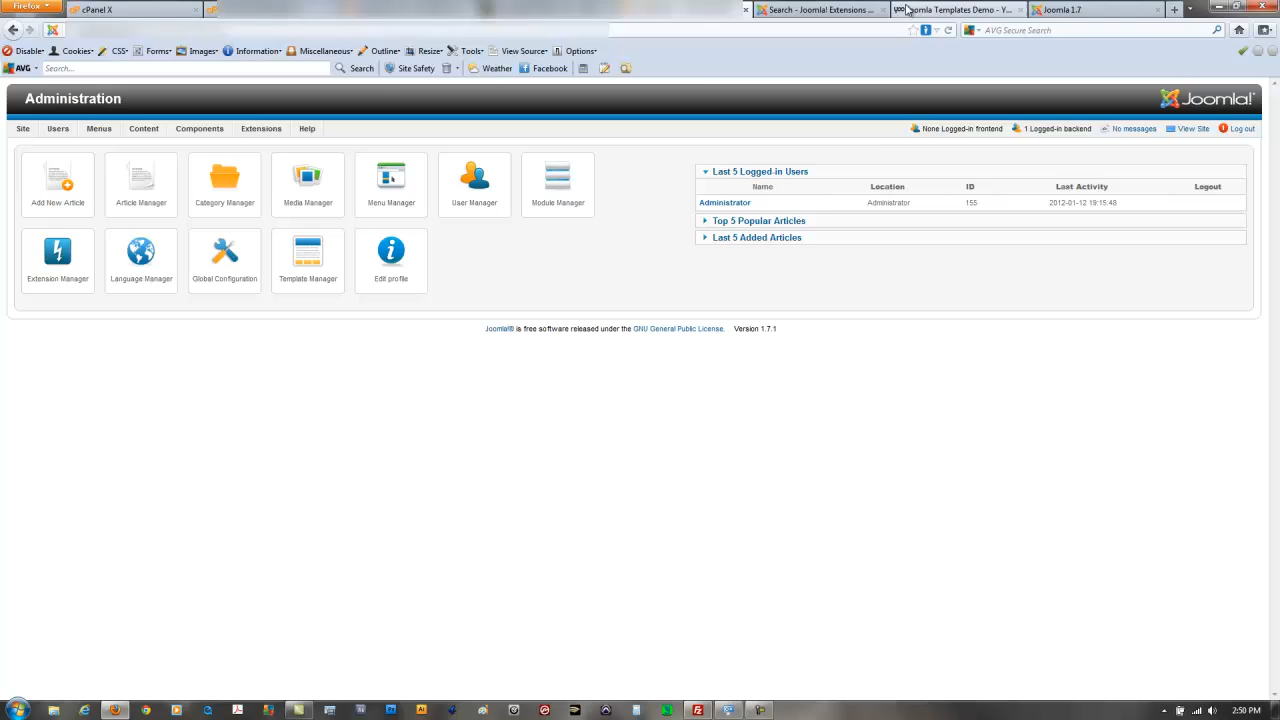 Firefox
cPanel X
Search - Joomla! Extensions ...
Joomla Templates Demo - Y...
Joomla 1.7
AVG Secure Search
Disable Cookies CSS Forms Images Information Miscellaneous Outline Resize Tools View Source Options
AVG Search... Search Site Safety Weather Facebook
Administration
Joomla!
Site Users Menus Content Components Extensions Help
None Logged-in frontend 1 Logged-in backend No messages View Site Log out
Add New Article Article Manager Category Manager Media Manager Menu Manager User Manager Module Manager
Extension Manager Language Manager Global Configuration Template Manager Edit profile
Last 5 Logged-in Users
Name Location ID Last Activity Logout
Administrator Administrator 155 2012-01-12 19:15:48
Top 5 Popular Articles
Last 5 Added Articles
Joomla!® is free software released under the GNU General Public License. Version 1.7.1
2:50 PM